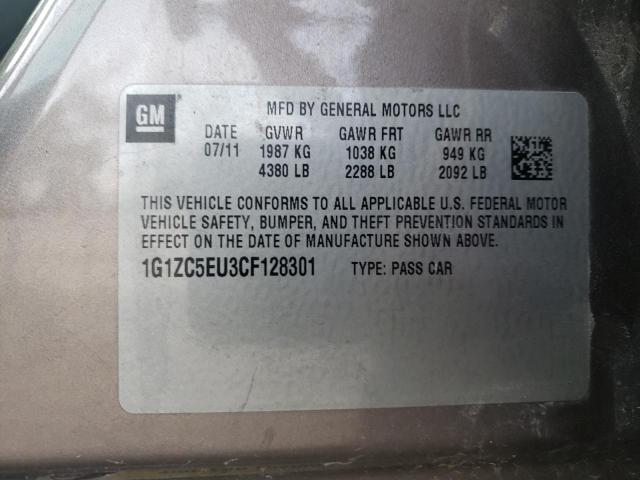 GM
MFD BY GENERAL MOTORS LLC
DATE GVWR GAWR FRT GAWR RR
07/11 1987 KG 1038 KG 949 KG
4380 LB 2288 LB 2092 LB
THIS VEHICLE CONFORMS TO ALL APPLICABLE U.S. FEDERAL MOTOR
VEHICLE SAFETY, BUMPER, AND THEFT PREVENTION STANDARDS IN
EFFECT ON THE DATE OF MANUFACTURE SHOWN ABOVE.
1G1ZC5EU3CF128301 TYPE: PASS CAR